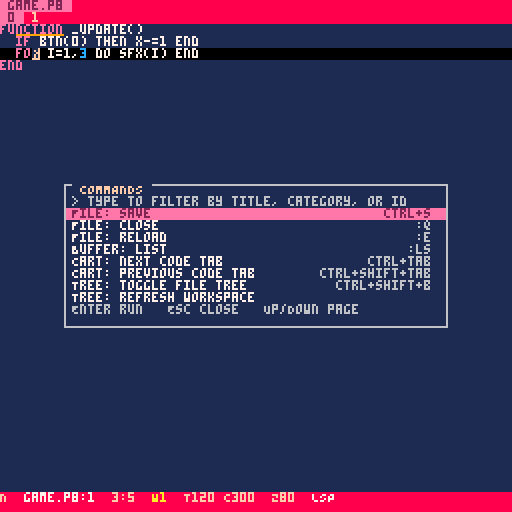 GAME.P8
0 1
FUNCTION _UPDATE()
IF BTN(0) THEN X-=1 END
FOR I=1,3 DO SFX(I) END
END
COMMANDS
> TYPE TO FILTER BY TITLE, CATEGORY, OR ID
FILE: SAVE CTRL+S
FILE: CLOSE :Q
FILE: RELOAD :E
BUFFER: LIST :LS
CART: NEXT CODE TAB CTRL+TAB
CART: PREVIOUS CODE TAB CTRL+SHIFT+TAB
TREE: TOGGLE FILE TREE CTRL+SHIFT+B
TREE: REFRESH WORKSPACE
ENTER RUN ESC CLOSE UP/DOWN PAGE
N GAME.P8:1 3:5 W1 T120 C300 Z80 LSP